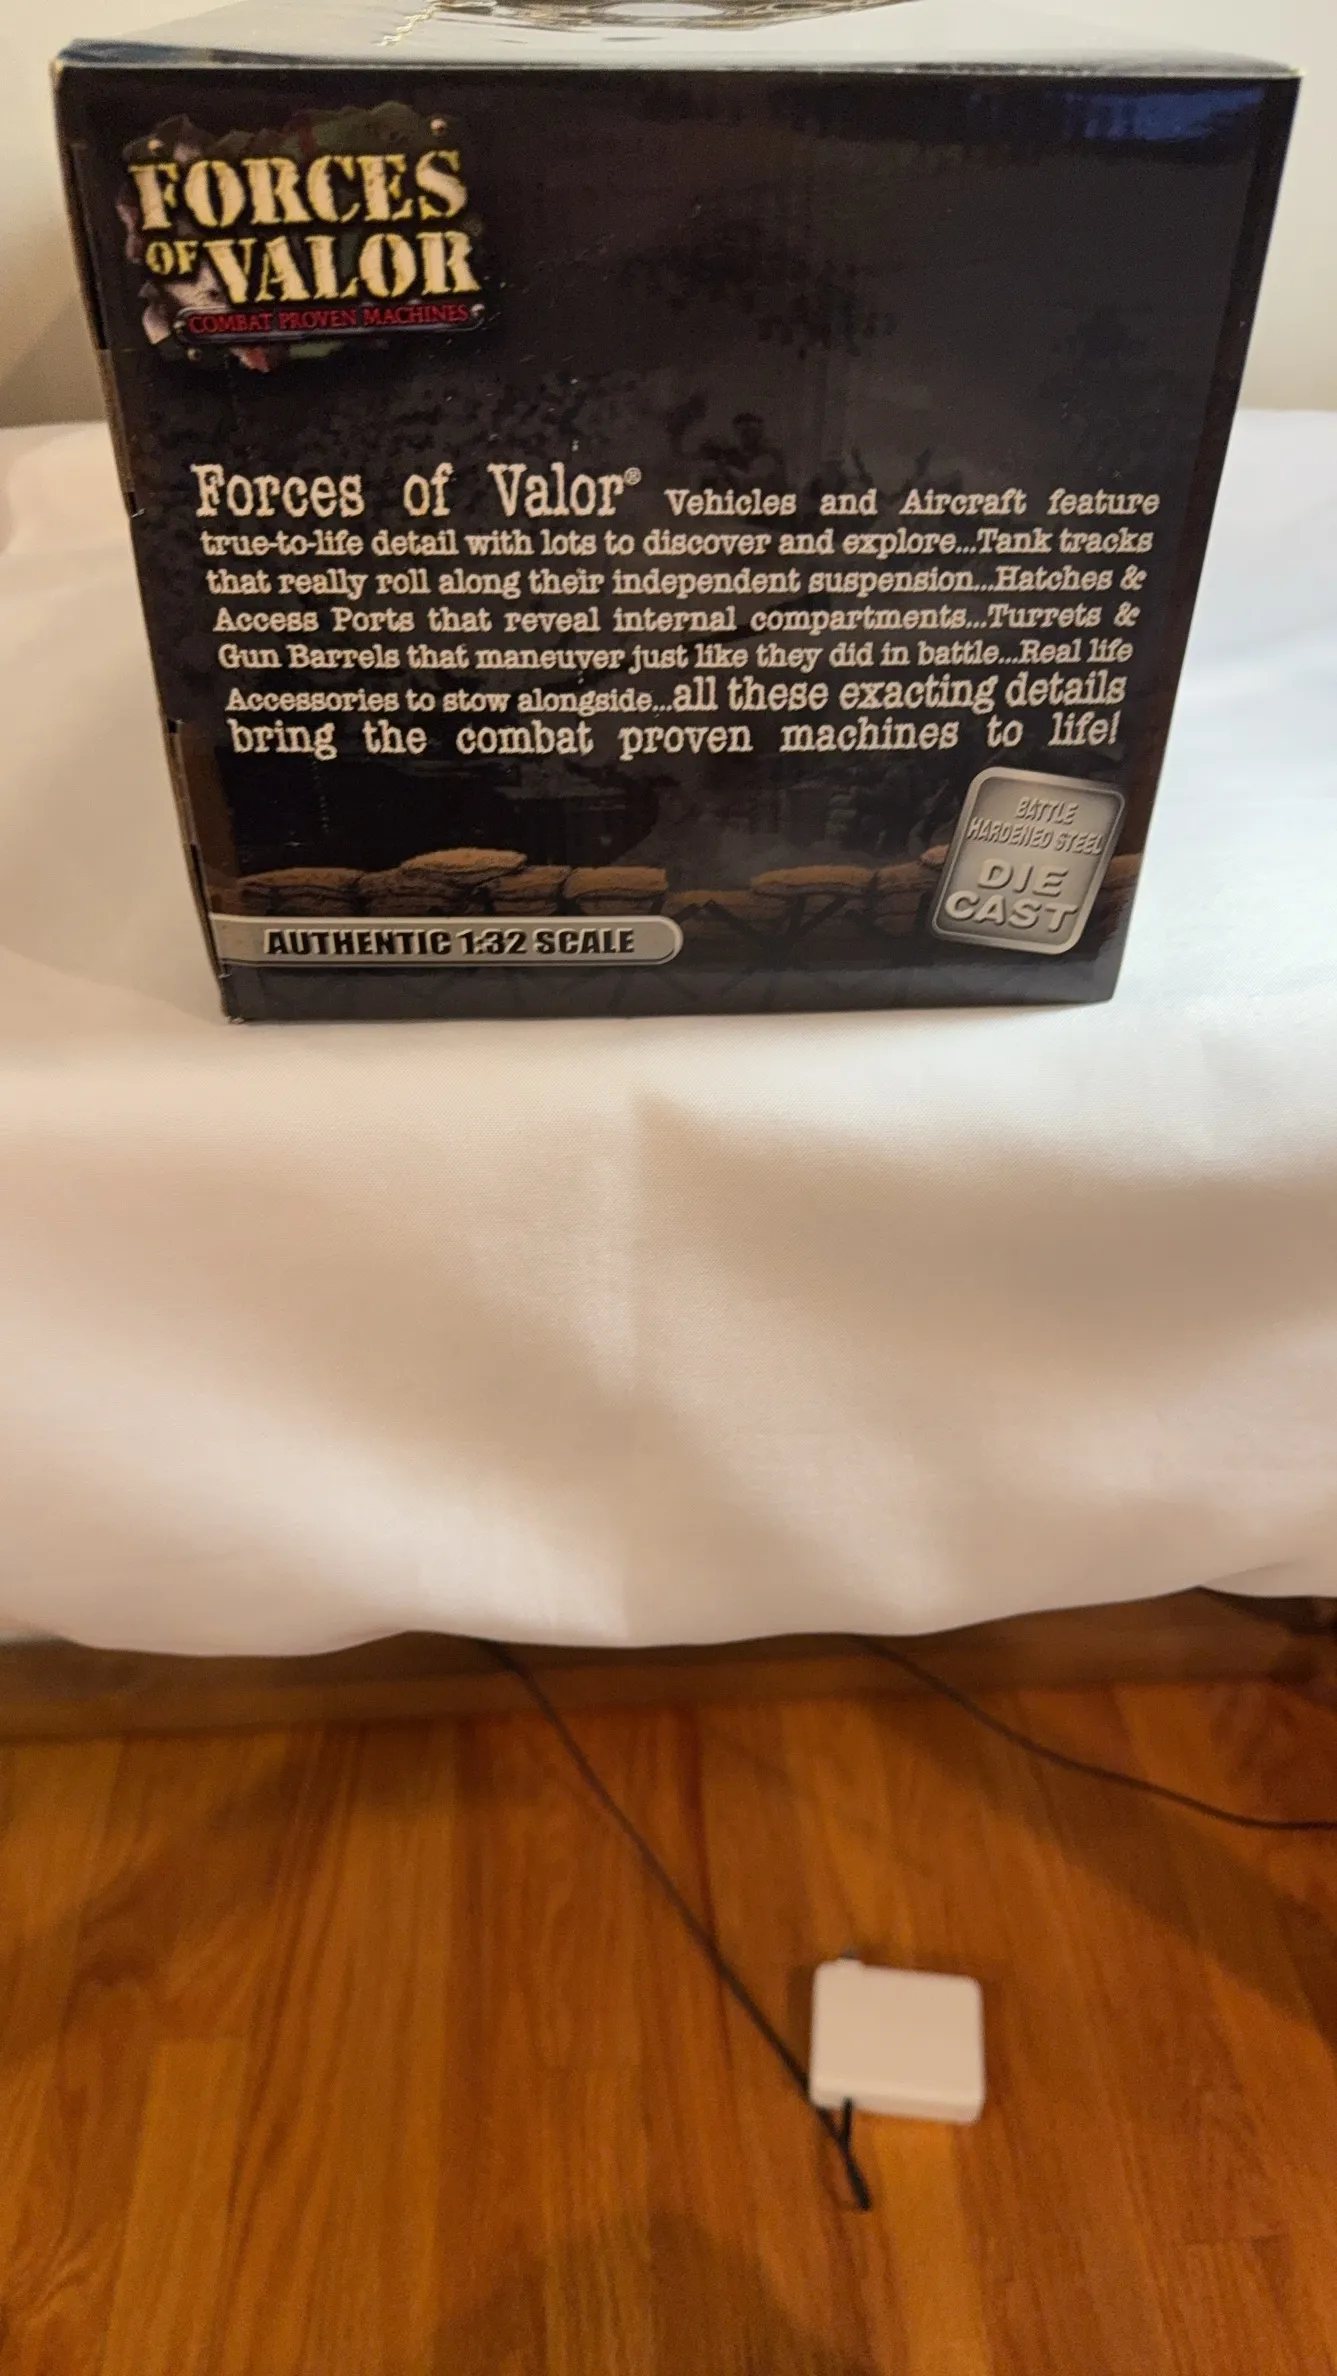 FORCES
OF VALOR
COMBAT PROVEN MACHINES
Forces of Valor® Vehicles and Aircraft feature
true-to-life detail with lots to discover and explore...Tank tracks
that really roll along their independent suspension...Hatches &
Access Ports that reveal internal compartments...Turrets &
Gun Barrels that maneuver just like they did in battle...Real life
Accessories to stow alongside...all these exacting details
bring the combat proven machines to life!
BATTLE
HARDENED STEEL
DIE
CAST
AUTHENTIC 1:32 SCALE